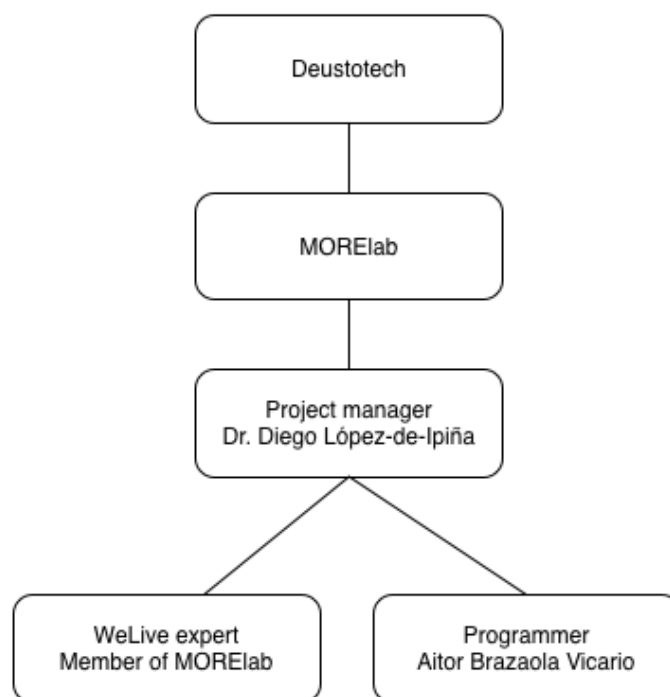 Deustotech
MORElab
Project manager
Dr. Diego López-de-Ipiña
WeLive expert
Member of MORElab
Programmer
Aitor Brazaola Vicario